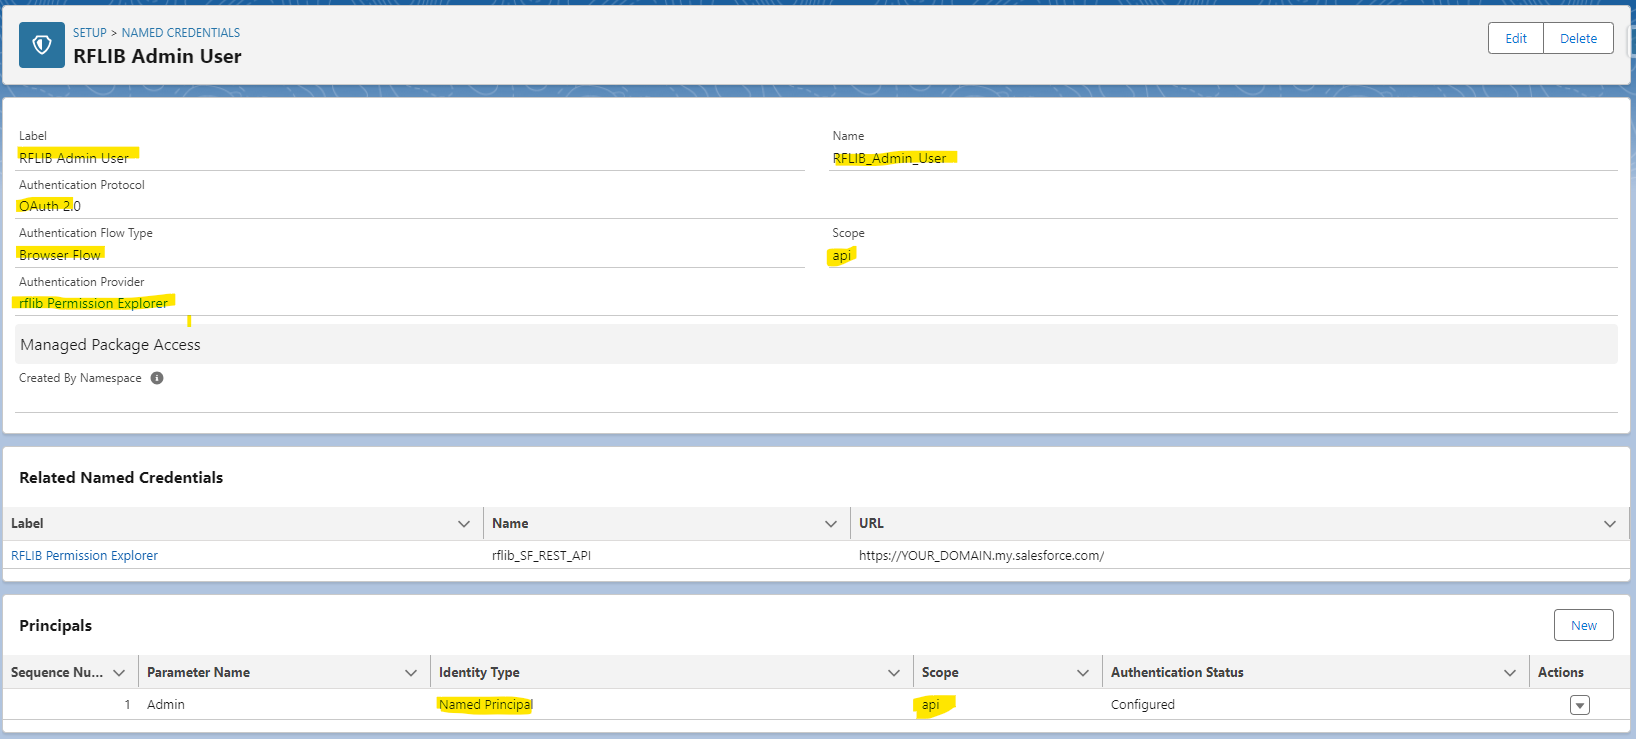 SETUP > NAMED CREDENTIALS
RFLIB Admin User
Edit
Delete
Label
Name
RFLIB Admin User
RFLIB_Admin_User
Authentication Protocol
OAuth 2.0
Authentication Flow Type
Scope
Browser Flow
api
Authentication Provider
rflib Permission Explorer
Managed Package Access
Created By Namespace
Related Named Credentials
Label
Name
URL
RFLIB Permission Explorer
rflib_SF_REST_API
https://YOUR_DOMAIN.my.salesforce.com/
Principals
New
Sequence Nu...
Parameter Name
Identity Type
Scope
Authentication Status
Actions
1
Admin
Named Principal
api
Configured